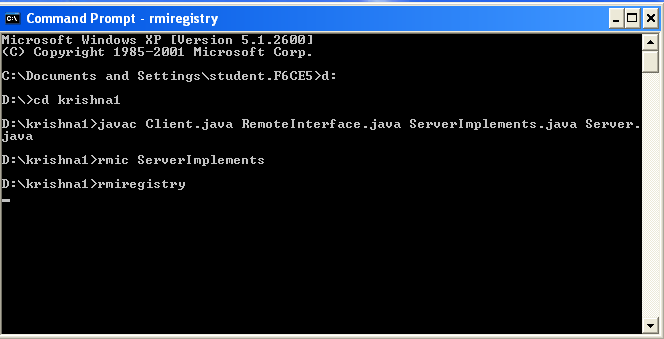 Command Prompt - rmiregistry
Microsoft Windows XP [Version 5.1.2600]
(C) Copyright 1985-2001 Microsoft Corp.
C:\Documents and Settings\student.F6CE5>d:
D:\>cd krishna1
D:\krishna1>javac Client.java RemoteInterface.java ServerImplements.java Server.
java
D:\krishna1>rmic ServerImplements
D:\krishna1>rmiregistry